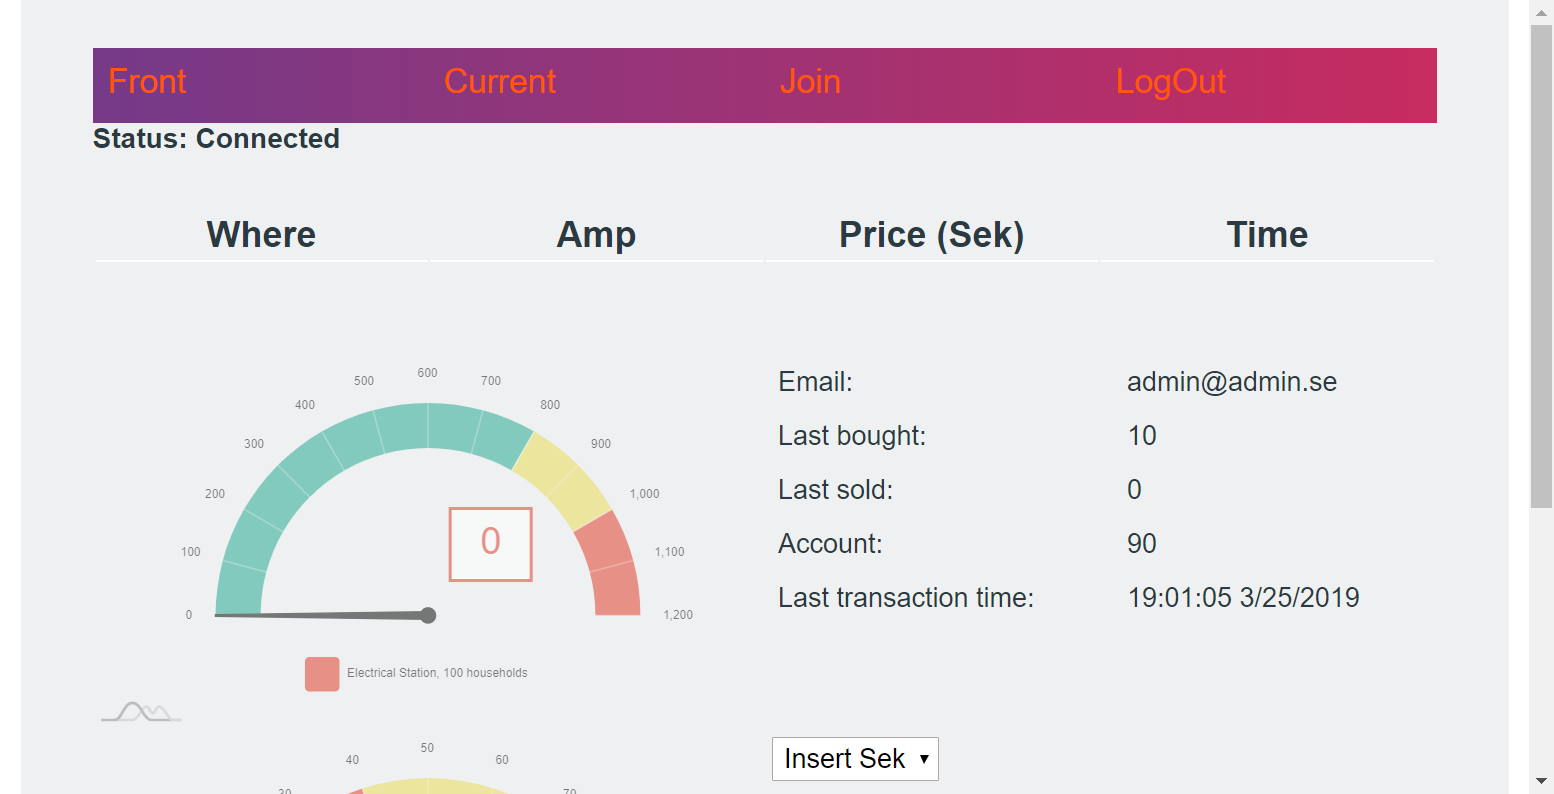 Front Current Join LogOut
Status: Connected
Where Amp Price (Sek) Time
600
500 700
400 800
300 900
200 1,000
100 1,100
0 1,200
0
Electrical Station, 100 households
Email: admin@admin.se
Last bought: 10
Last sold: 0
Account: 90
Last transaction time: 19:01:05 3/25/2019
Insert Sek
50
40 60
30 70